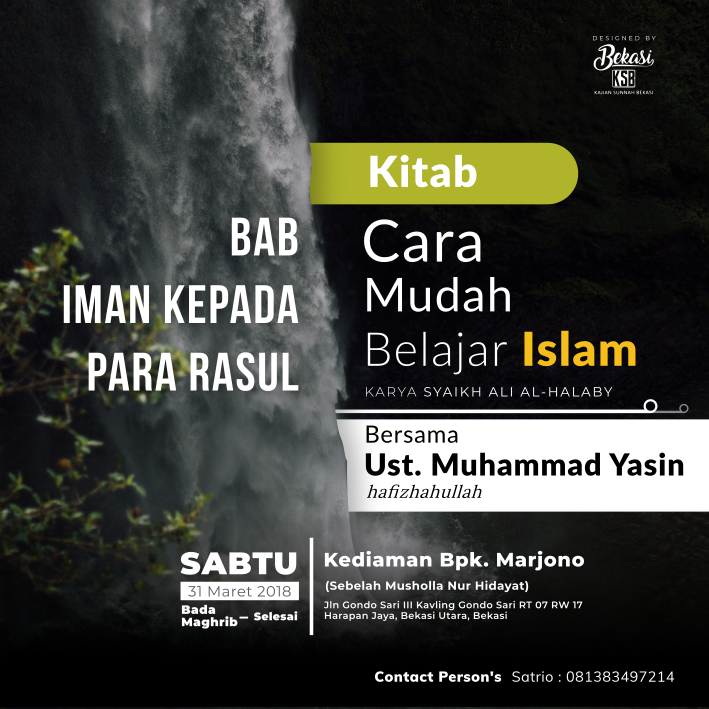 DESIGNED BY
Bekasi
KSB
KAJIAN SUNNAH BEKASI
Kitab
Cara
Mudah
Belajar Islam
KARYA SYAIKH ALI AL-HALABY
BAB
IMAN KEPADA
PARA RASUL
Bersama
Ust. Muhammad Yasin
hafizhahullah
SABTU
31 Maret 2018
Bada
Maghrib – Selesai
Kediaman Bpk. Marjono
(Sebelah Musholla Nur Hidayat)
Jln Gondo Sari III Kavling Gondo Sari RT 07 RW 17
Harapan Jaya, Bekasi Utara, Bekasi
Contact Person's Satrio : 081383497214